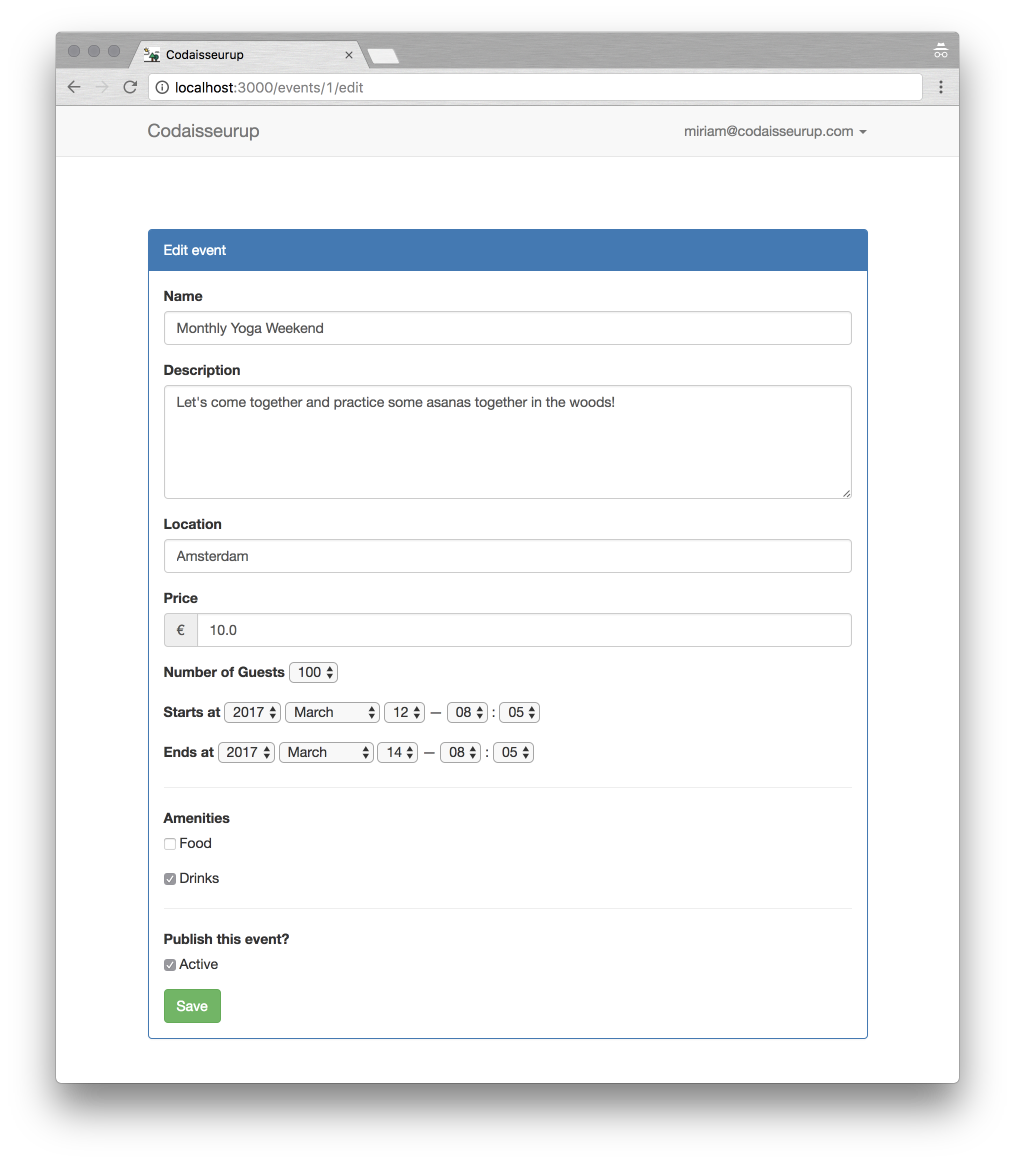 Codaisseurup
localhost:3000/events/1/edit
Codaisseurup miriam@codaisseurup.com
Edit event
Name
Monthly Yoga Weekend
Description
Let's come together and practice some asanas together in the woods!
Location
Amsterdam
Price
€ 10.0
Number of Guests 100
Starts at 2017 March 12 — 08 : 05
Ends at 2017 March 14 — 08 : 05
Amenities
Food
Drinks
Publish this event?
Active
Save